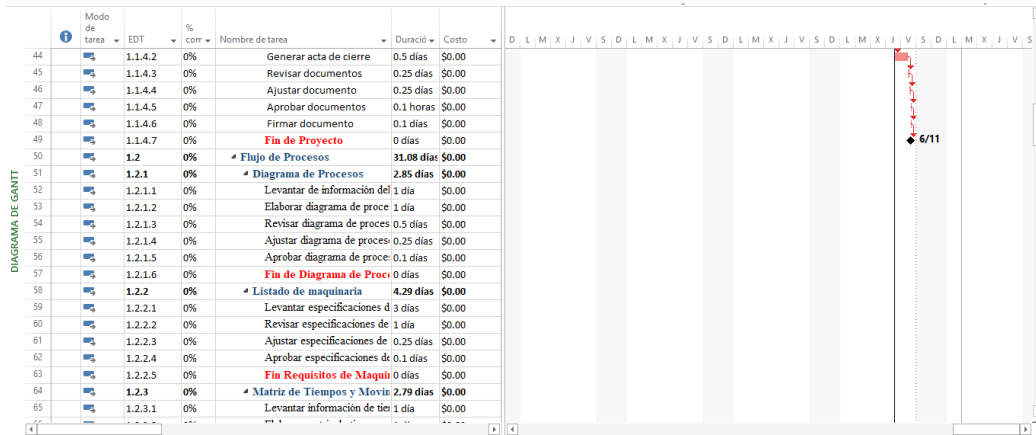 Modo
de
tarea EDT % com Nombre de tarea Duració Costo
D L M X J V S D L M X J V S D L M X J V S D L M X J V S D L M X J V S
DIAGRAMA DE GANTT
44 1.1.4.2 0% Generar acta de cierre 0.5 días $0.00
45 1.1.4.3 0% Revisar documentos 0.25 días $0.00
46 1.1.4.4 0% Ajustar documento 0.25 días $0.00
47 1.1.4.5 0% Aprobar documentos 0.1 horas $0.00
48 1.1.4.6 0% Firmar documento 0.1 días $0.00
49 1.1.4.7 0% Fin de Proyecto 0 días $0.00 6/11
50 1.2 0% Flujo de Procesos 31.08 días $0.00
51 1.2.1 0% Diagrama de Procesos 2.85 días $0.00
52 1.2.1.1 0% Levantar de información del 1 día $0.00
53 1.2.1.2 0% Elaborar diagrama de proce 1 día $0.00
54 1.2.1.3 0% Revisar diagrama de proces 0.5 días $0.00
55 1.2.1.4 0% Ajustar diagrama de proces 0.25 días $0.00
56 1.2.1.5 0% Aprobar diagrama de proce 0.1 días $0.00
57 1.2.1.6 0% Fin de Diagrama de Proc 0 días $0.00
58 1.2.2 0% Listado de maquinaria 4.29 días $0.00
59 1.2.2.1 0% Levantar especificaciones d 3 días $0.00
60 1.2.2.2 0% Revisar especificaciones de 1 día $0.00
61 1.2.2.3 0% Ajustar especificaciones de 0.25 días $0.00
62 1.2.2.4 0% Aprobar especificaciones de 0.1 días $0.00
63 1.2.2.5 0% Fin Requisitos de Maqui 0 días $0.00
64 1.2.3 0% Matriz de Tiempos y Movin 2.79 días $0.00
65 1.2.3.1 0% Levantar información de tie 1 día $0.00